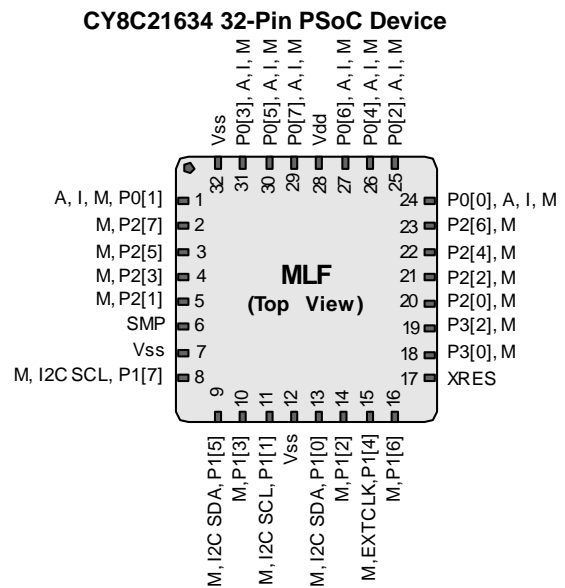 CY8C21634 32-Pin PSoC Device
Vss
P0[3], A, I, M
P0[5], A, I, M
P0[7], A, I, M
Vdd
P0[6], A, I, M
P0[4], A, I, M
P0[2], A, I, M
32
31
30
29
28
27
26
25
A, I, M, P0[1] 1
M, P2[7] 2
M, P2[5] 3
M, P2[3] 4
M, P2[1] 5
SMP 6
Vss 7
M, I2C SCL, P1[7] 8
MLF
(Top View)
24 P0[0], A, I, M
23 P2[6], M
22 P2[4], M
21 P2[2], M
20 P2[0], M
19 P3[2], M
18 P3[0], M
17 XRES
9
10
11
12
13
14
15
16
M, I2C SDA, P1[5]
M, P1[3]
M, I2C SCL, P1[1]
Vss
M, I2C SDA, P1[0]
M, P1[2]
M, EXTCLK, P1[4]
M, P1[6]